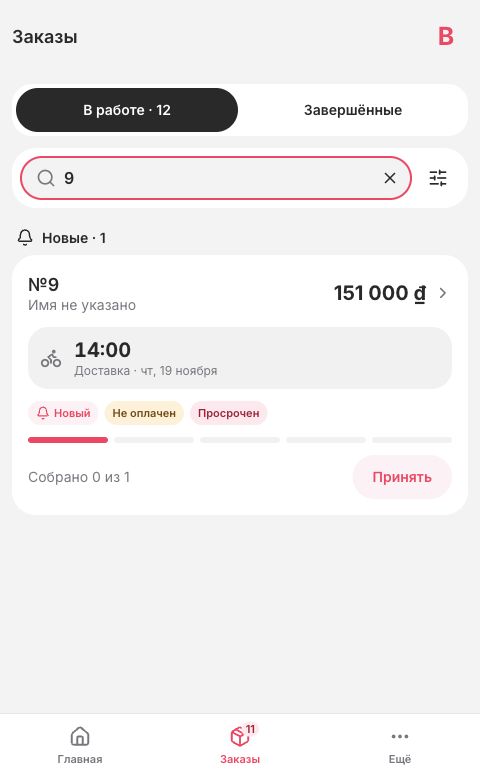 Заказы
B
В работе · 12
Завершённые
9
Новые · 1
№9
151 000 ₫
Имя не указано
14:00
Доставка · чт, 19 ноября
Новый
Не оплачен
Просрочен
Собрано 0 из 1
Принять
11
Главная
Заказы
Ещё